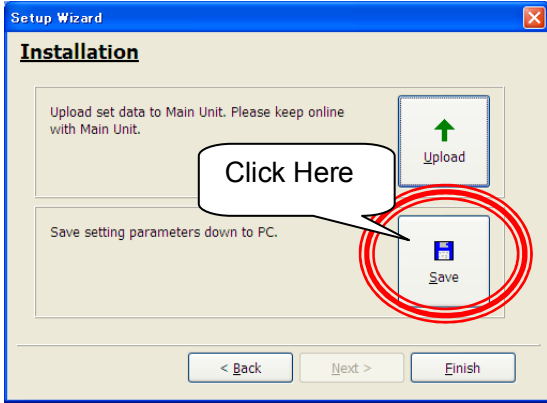 Setup Wizard
Installation
Upload set data to Main Unit. Please keep online
with Main Unit.
Upload
Click Here
Save setting parameters down to PC.
Save
< Back
Next >
Finish